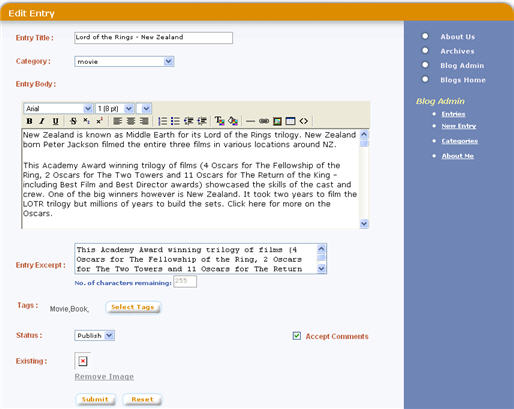 Edit Entry
Entry Title : Lord of the Rings - New Zealand
Category : movie
Entry Body :
Arial 1 (8 pt)
B I U S x₂ x²
New Zealand is known as Middle Earth for its Lord of the Rings trilogy. New Zealand
born Peter Jackson filmed the entire three films in various locations around NZ.
This Academy Award winning trilogy of films (4 Oscars for The Fellowship of the
Ring, 2 Oscars for The Two Towers and 11 Oscars for The Return of the King –
including Best Film and Best Director awards) showcased the skills of the cast and
crew. One of the big winners however is New Zealand. It took two years to film the
LOTR trilogy but millions of years to build the sets. Click here for more on the
Oscars.
Entry Excerpt : This Academy Award winning trilogy of films (4
Oscars for The Fellowship of the Ring, 2 Oscars
for The Two Towers and 11 Oscars for The Return
No. of characters remaining: 255
Tags : Movie,Book, Select Tags
Status : Publish Accept Comments
Existing :
Remove Image
Submit Reset
About Us
Archives
Blog Admin
Blogs Home
Blog Admin
Entries
New Entry
Categories
About Me